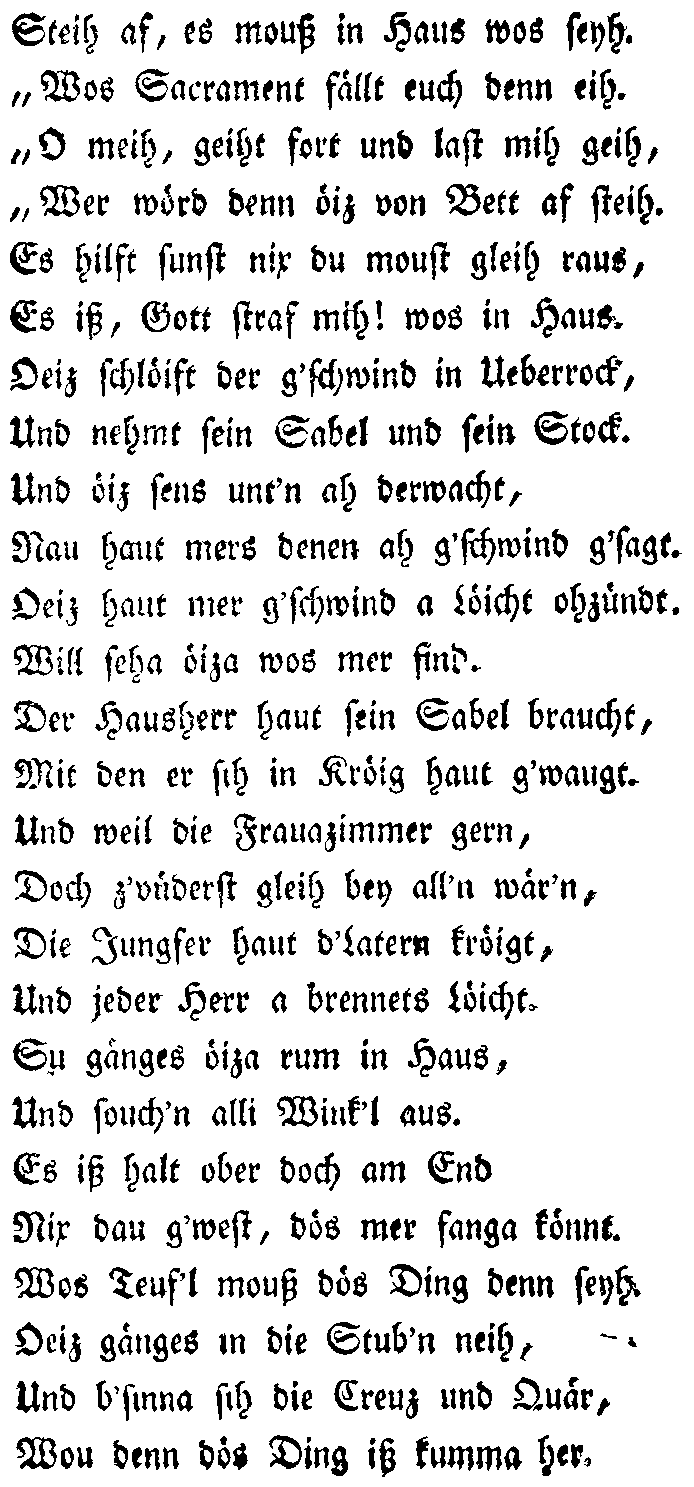 Steih af, es mouß in Haus wos seyh.
„Wos Sacrament fällt euch denn eih.
„O meih, geiht fort und last mih geih,
„Wer wörd denn öiz von Bett af steih.
Es hilft sunst nix du moust gleih raus,
Es iß, Gott straf mih! wos in Haus.
Oeiz schlöift der g'schwind in Ueberrock,
Und nehmt sein Sabel und sein Stock.
Und öiz sens unt'n ah derwacht,
Nau haut mers denen ah g'schwind g'sagt.
Oeiz haut mer g'schwind a Löicht ohzündt.
Will seha öiza wos mer find.
Der Hausherr haut sein Sabel braucht,
Mit den er sih in Kröig haut g'waugt.
Und weil die Frauazimmer gern,
Doch z'vüderst gleih bey all'n wär'n,
Die Jungfer haut d'Latern kröigt,
Und jeder Herr a brennets Löicht.
Su gänges öiza rum in Haus,
Und souch'n alli Wink'l aus.
Es iß halt ober doch am End
Nix dau g'west, dös mer fanga könnt.
Wos Teuf'l mouß dös Ding denn seyh.
Oeiz gänges in die Stub'n neih,
Und b'sinna sih die Creuz und Quär,
Wou denn dös Ding iß kumma her.